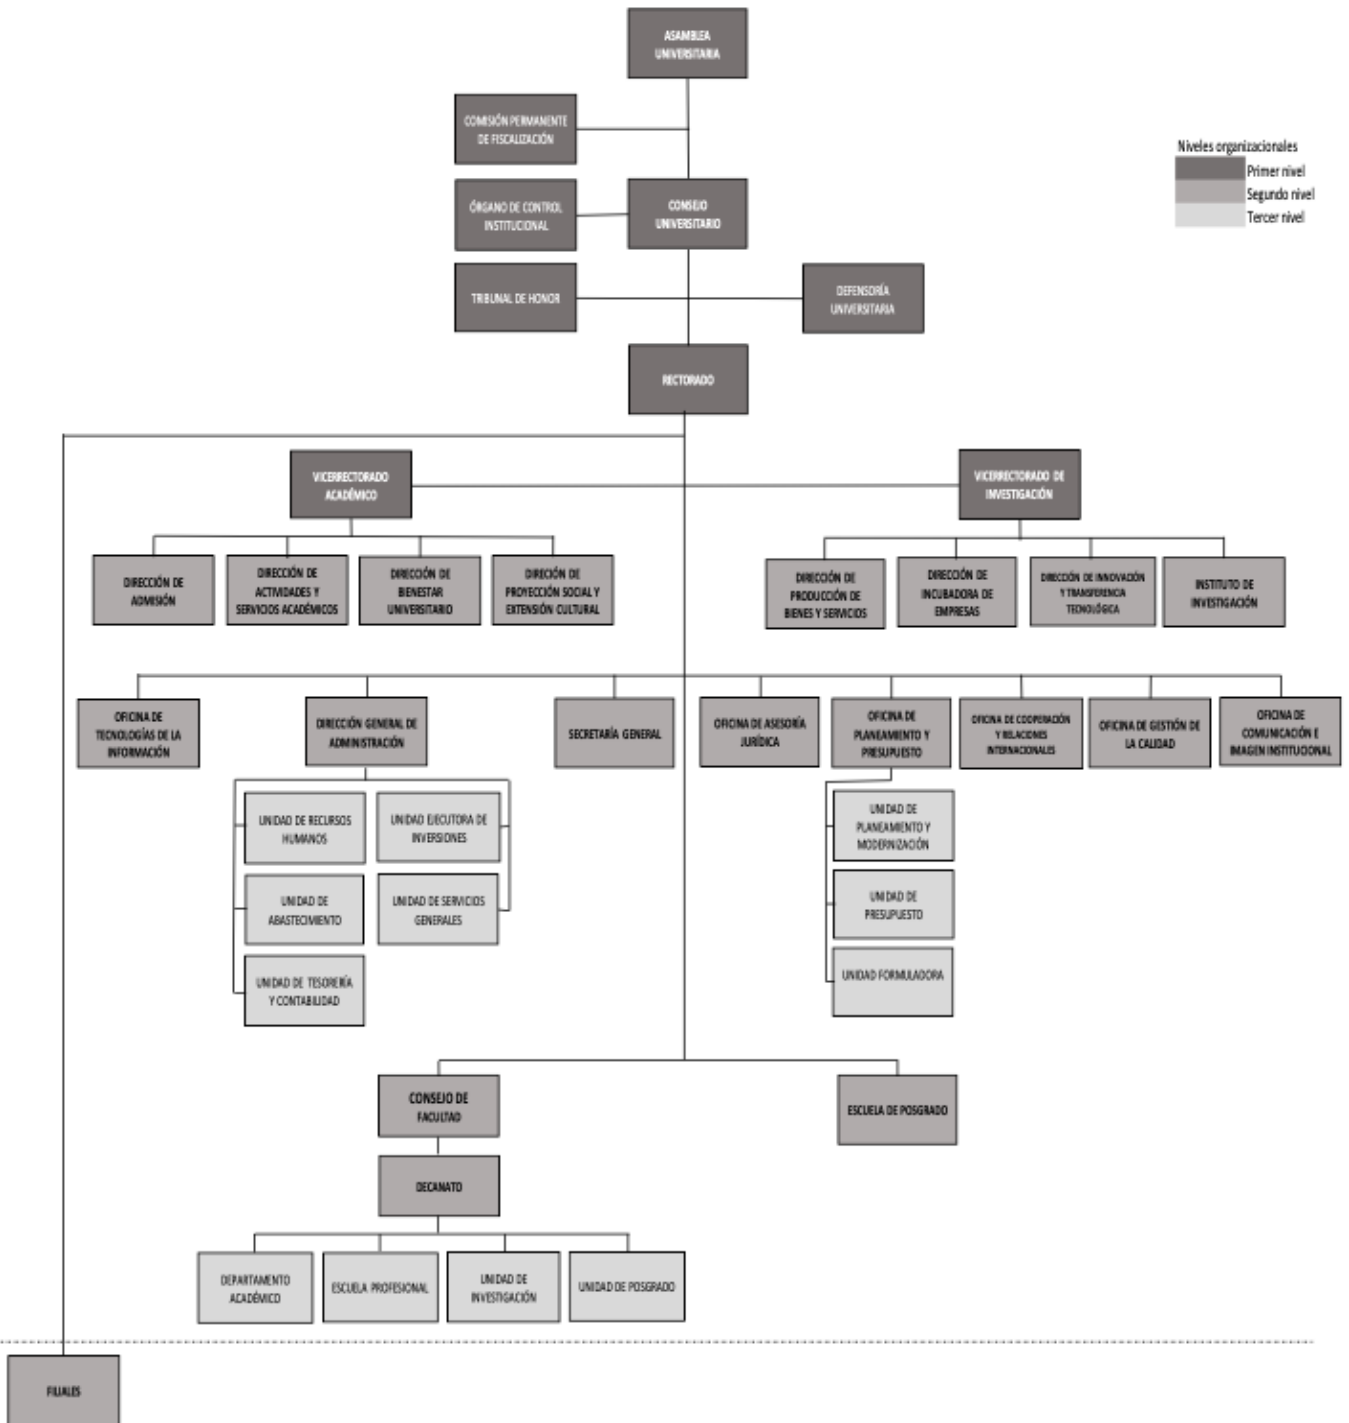 ASAMBLEA
UNIVERSITARIA
COMISIÓN PERMANENTE
DE FISCALIZACIÓN
Niveles organizacionales
Primer nivel
Segundo nivel
Tercer nivel
ÓRGANO DE CONTROL
INSTITUCIONAL
CONSEJO
UNIVERSITARIO
TRIBUNAL DE HONOR
DEFENSORÍA
UNIVERSITARIA
RECTORADO
VICERRECTORADO
ACADÉMICO
VICERRECTORADO DE
INVESTIGACIÓN
DIRECCIÓN DE
ADMISIÓN
DIRECCIÓN DE
ACTIVIDADES Y
SERVICIOS ACADÉMICOS
DIRECCIÓN DE
BIENESTAR
UNIVERSITARIO
DIRECIÓN DE
PROYECCIÓN SOCIAL Y
EXTENSIÓN CULTURAL
DIRECCIÓN DE
PRODUCCIÓN DE
BIENES Y SERVICIOS
DIRECCIÓN DE
INCUBADORA DE
EMPRESAS
DIRECCIÓN DE INNOVACIÓN
Y TRANSFERENCIA
TECNOLÓGICA
INSTITUTO DE
INVESTIGACIÓN
OFICINA DE
TECNOLOGÍAS DE LA
INFORMACIÓN
DIRECCIÓN GENERAL DE
ADMINISTRACIÓN
SECRETARÍA GENERAL
OFICINA DE ASESORÍA
JURÍDICA
OFICINA DE
PLANEAMIENTO Y
PRESUPUESTO
OFICINA DE COOPERACIÓN
Y RELACIONES
INTERNACIONALES
OFICINA DE GESTIÓN DE
LA CALIDAD
OFICINA DE
COMUNICACIÓN E
IMAGEN INSTITUCIONAL
UNIDAD DE RECURSOS
HUMANOS
UNIDAD EJECUTORA DE
INVERSIONES
UNIDAD DE
ABASTECIMIENTO
UNIDAD DE SERVICIOS
GENERALES
UNIDAD DE TESORERÍA
Y CONTABILIDAD
UNIDAD DE
PLANEAMIENTO Y
MODERNIZACIÓN
UNIDAD DE
PRESUPUESTO
UNIDAD FORMULADORA
CONSEJO DE
FACULTAD
ESCUELA DE POSGRADO
DECANATO
DEPARTAMENTO
ACADÉMICO
ESCUELA PROFESIONAL
UNIDAD DE
INVESTIGACIÓN
UNIDAD DE POSGRADO
FILIALES